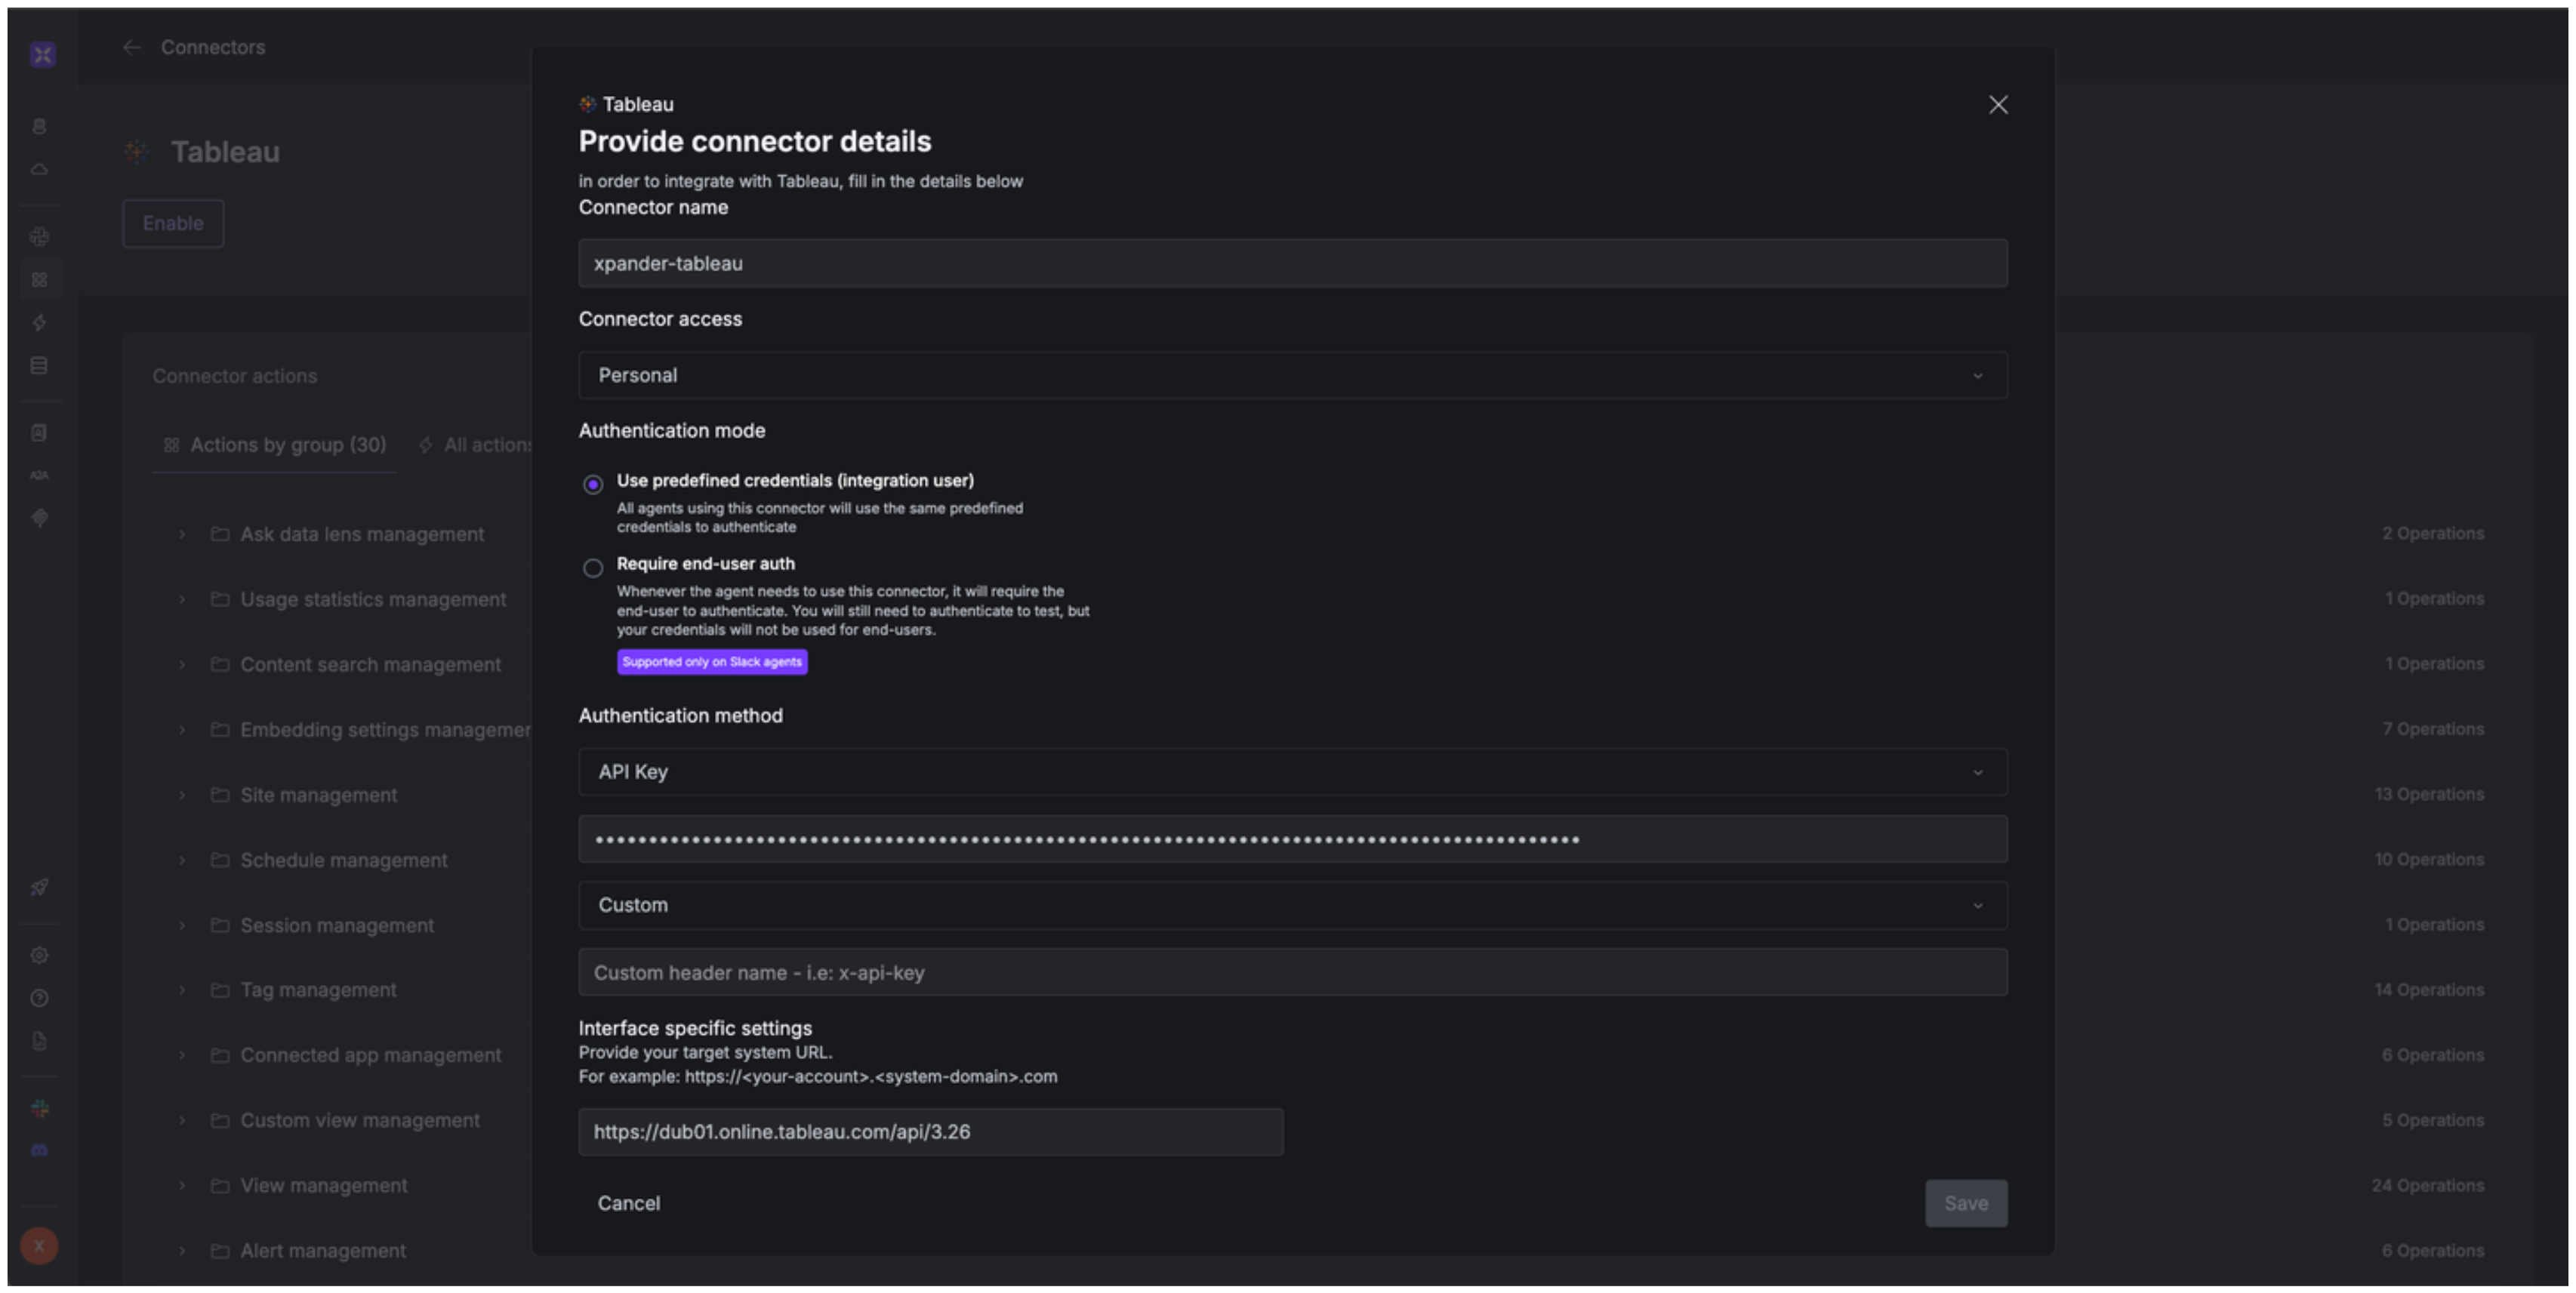 Connectors
Tableau
Enable
Connector actions
Actions by group (30)
All actions
Ask data lens management
2 Operations
Usage statistics management
1 Operations
Content search management
1 Operations
Embedding settings managemen
7 Operations
Site management
13 Operations
Schedule management
10 Operations
Session management
1 Operations
Tag management
14 Operations
Connected app management
6 Operations
Custom view management
5 Operations
View management
24 Operations
Alert management
6 Operations
A2A
X
Tableau
Provide connector details
in order to integrate with Tableau, fill in the details below
Connector name
xpander-tableau
Connector access
Personal
Authentication mode
Use predefined credentials (integration user)
All agents using this connector will use the same predefined
credentials to authenticate
Require end-user auth
Whenever the agent needs to use this connector, it will require the
end-user to authenticate. You will still need to authenticate to test, but
your credentials will not be used for end-users.
Supported only on Slack agents
Authentication method
API Key
Custom
Custom header name - i.e: x-api-key
Interface specific settings
Provide your target system URL.
For example: https://<your-account>.<system-domain>.com
https://dub01.online.tableau.com/api/3.26
Cancel
Save